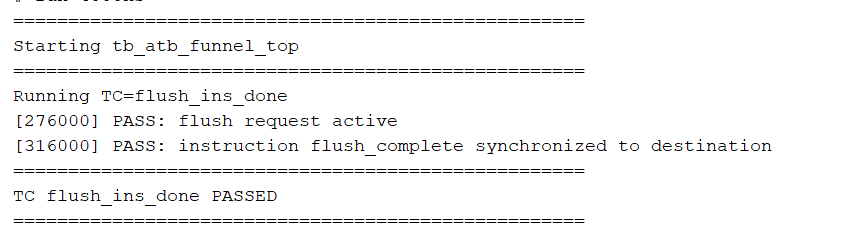 =====================================================
Starting tb_atb_funnel_top
=====================================================
Running TC=flush_ins_done
[276000] PASS: flush request active
[316000] PASS: instruction flush_complete synchronized to destination
=====================================================
TC flush_ins_done PASSED
=====================================================